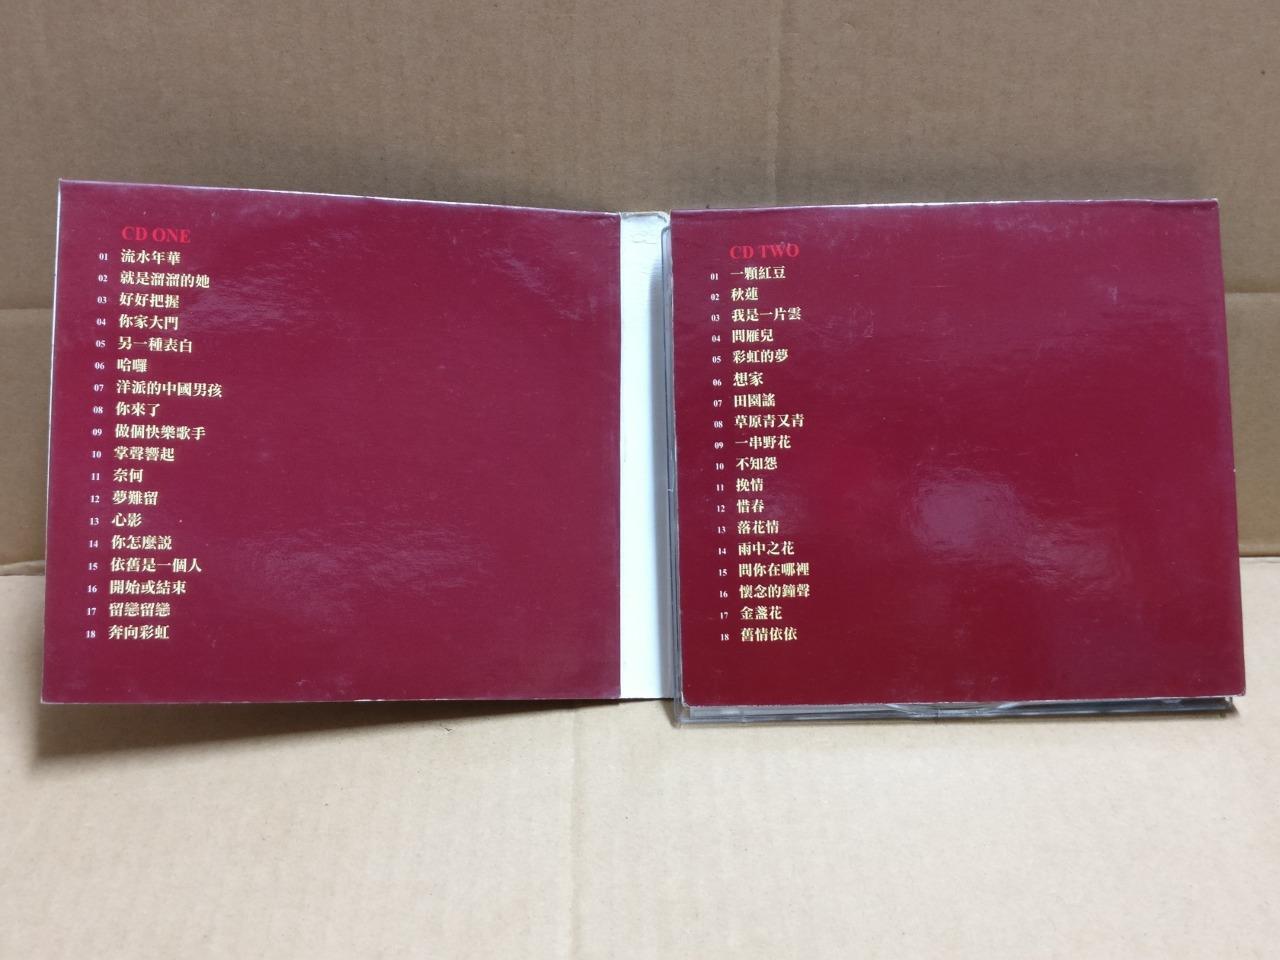 CD ONE
01 流水年華
02 就是溜溜的她
03 好好把握
04 你家大門
05 另一種表白
06 哈囉
07 洋派的中國男孩
08 你來了
09 做個快樂歌手
10 掌聲響起
11 奈何
12 夢難留
13 心影
14 你怎麼說
15 依舊是一個人
16 開始或結束
17 留戀留戀
18 奔向彩虹
CD TWO
01 一顆紅豆
02 秋蓮
03 我是一片雲
04 問雁兒
05 彩虹的夢
06 想家
07 田園謠
08 草原青又青
09 一串野花
10 不知怨
11 挽情
12 惜春
13 落花情
14 雨中之花
15 問你在哪裡
16 懷念的鐘聲
17 金盞花
18 舊情依依